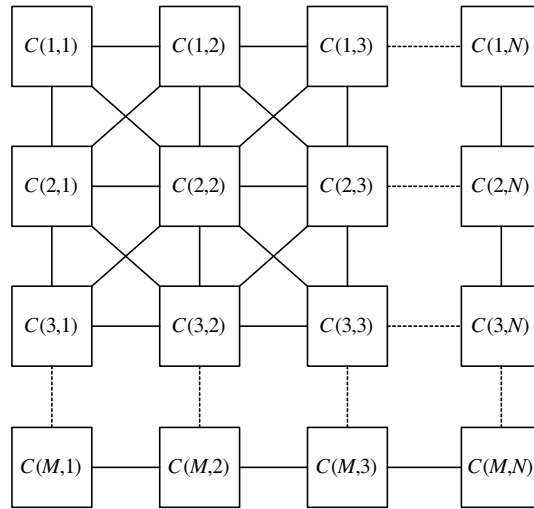 C(1,1) C(1,2) C(1,3) C(1,N)
C(2,1) C(2,2) C(2,3) C(2,N)
C(3,1) C(3,2) C(3,3) C(3,N)
C(M,1) C(M,2) C(M,3) C(M,N)